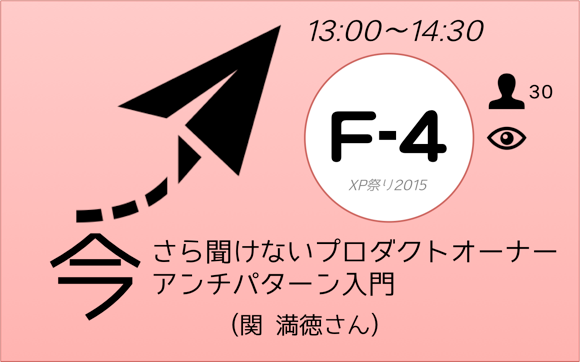 13:00〜14:30
30
F-4
XP祭り2015
今さら聞けないプロダクトオーナー
アンチパターン入門
(関 満徳さん)